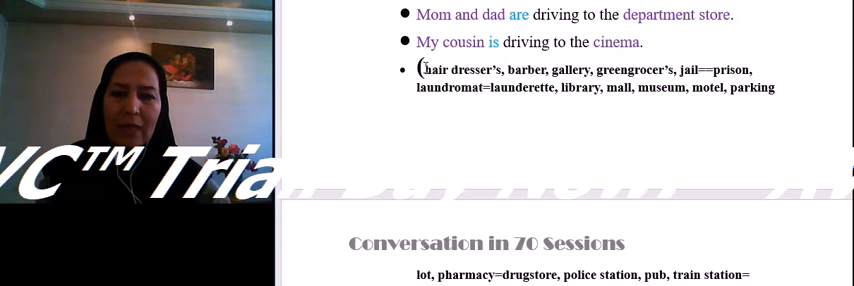 ● Mom and dad are driving to the department store.
● My cousin is driving to the cinema.
• (hair dresser’s, barber, gallery, greengrocer’s, jail==prison,
laundromat=launderette, library, mall, museum, motel, parking
VC™ Trial
Conversation in 70 Sessions
lot, pharmacy=drugstore, police station, pub, train station=